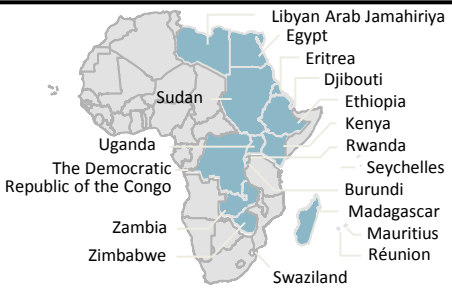 Libyan Arab Jamahiriya
Egypt
Eritrea
Djibouti
Sudan
Ethiopia
Kenya
Uganda
Rwanda
The Democratic
Republic of the Congo
Seychelles
Burundi
Madagascar
Zambia
Mauritius
Zimbabwe
Réunion
Swaziland